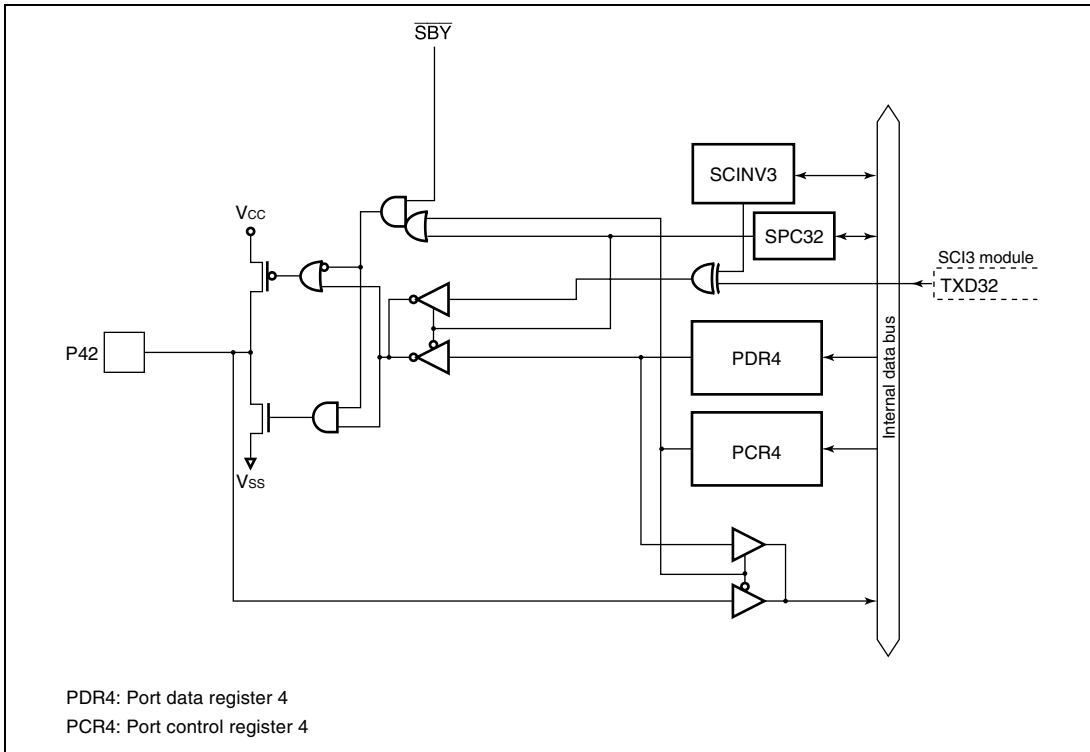 SBY
SCINV3
VCC
SPC32
SCI3 module
TXD32
P42
PDR4
Internal data bus
PCR4
VSS
PDR4: Port data register 4
PCR4: Port control register 4